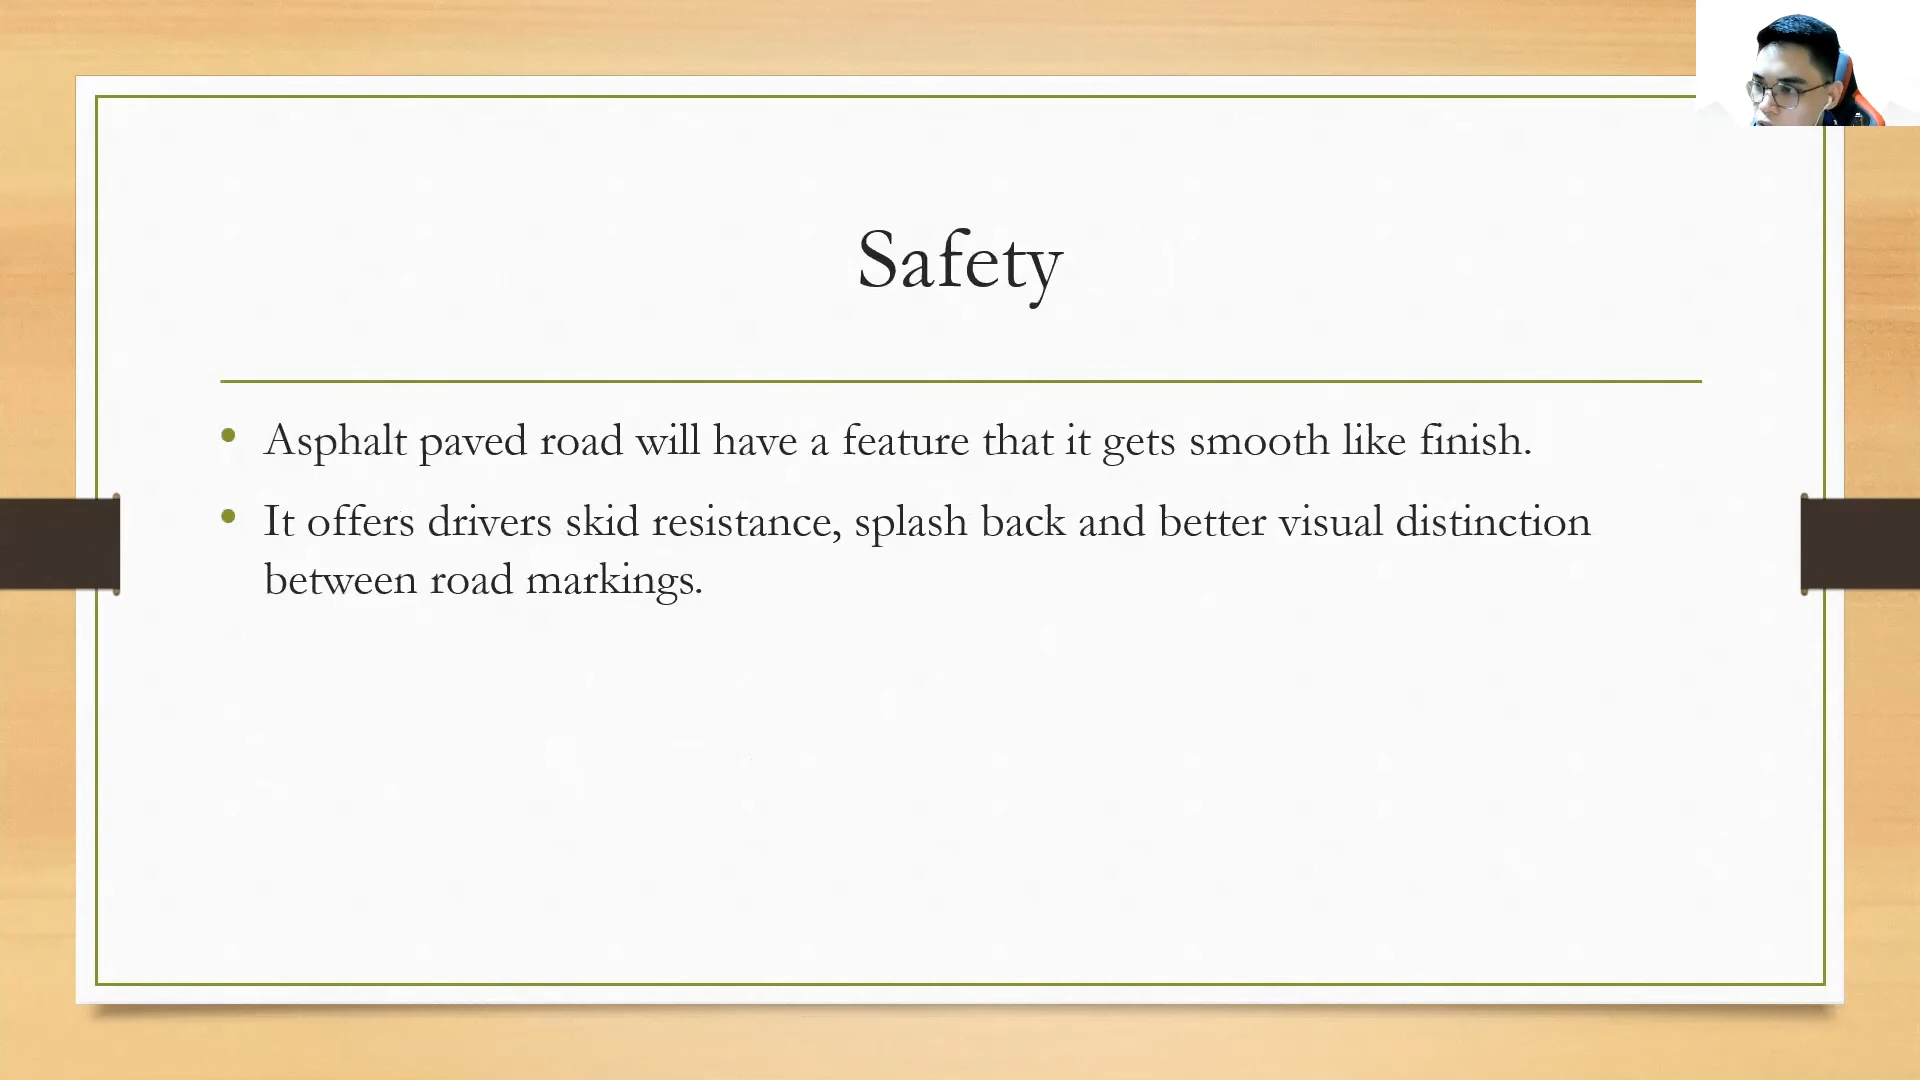 Safety
Asphalt paved road will have a feature that it gets smooth like finish.
It offers drivers skid resistance, splash back and better visual distinction
between road markings.